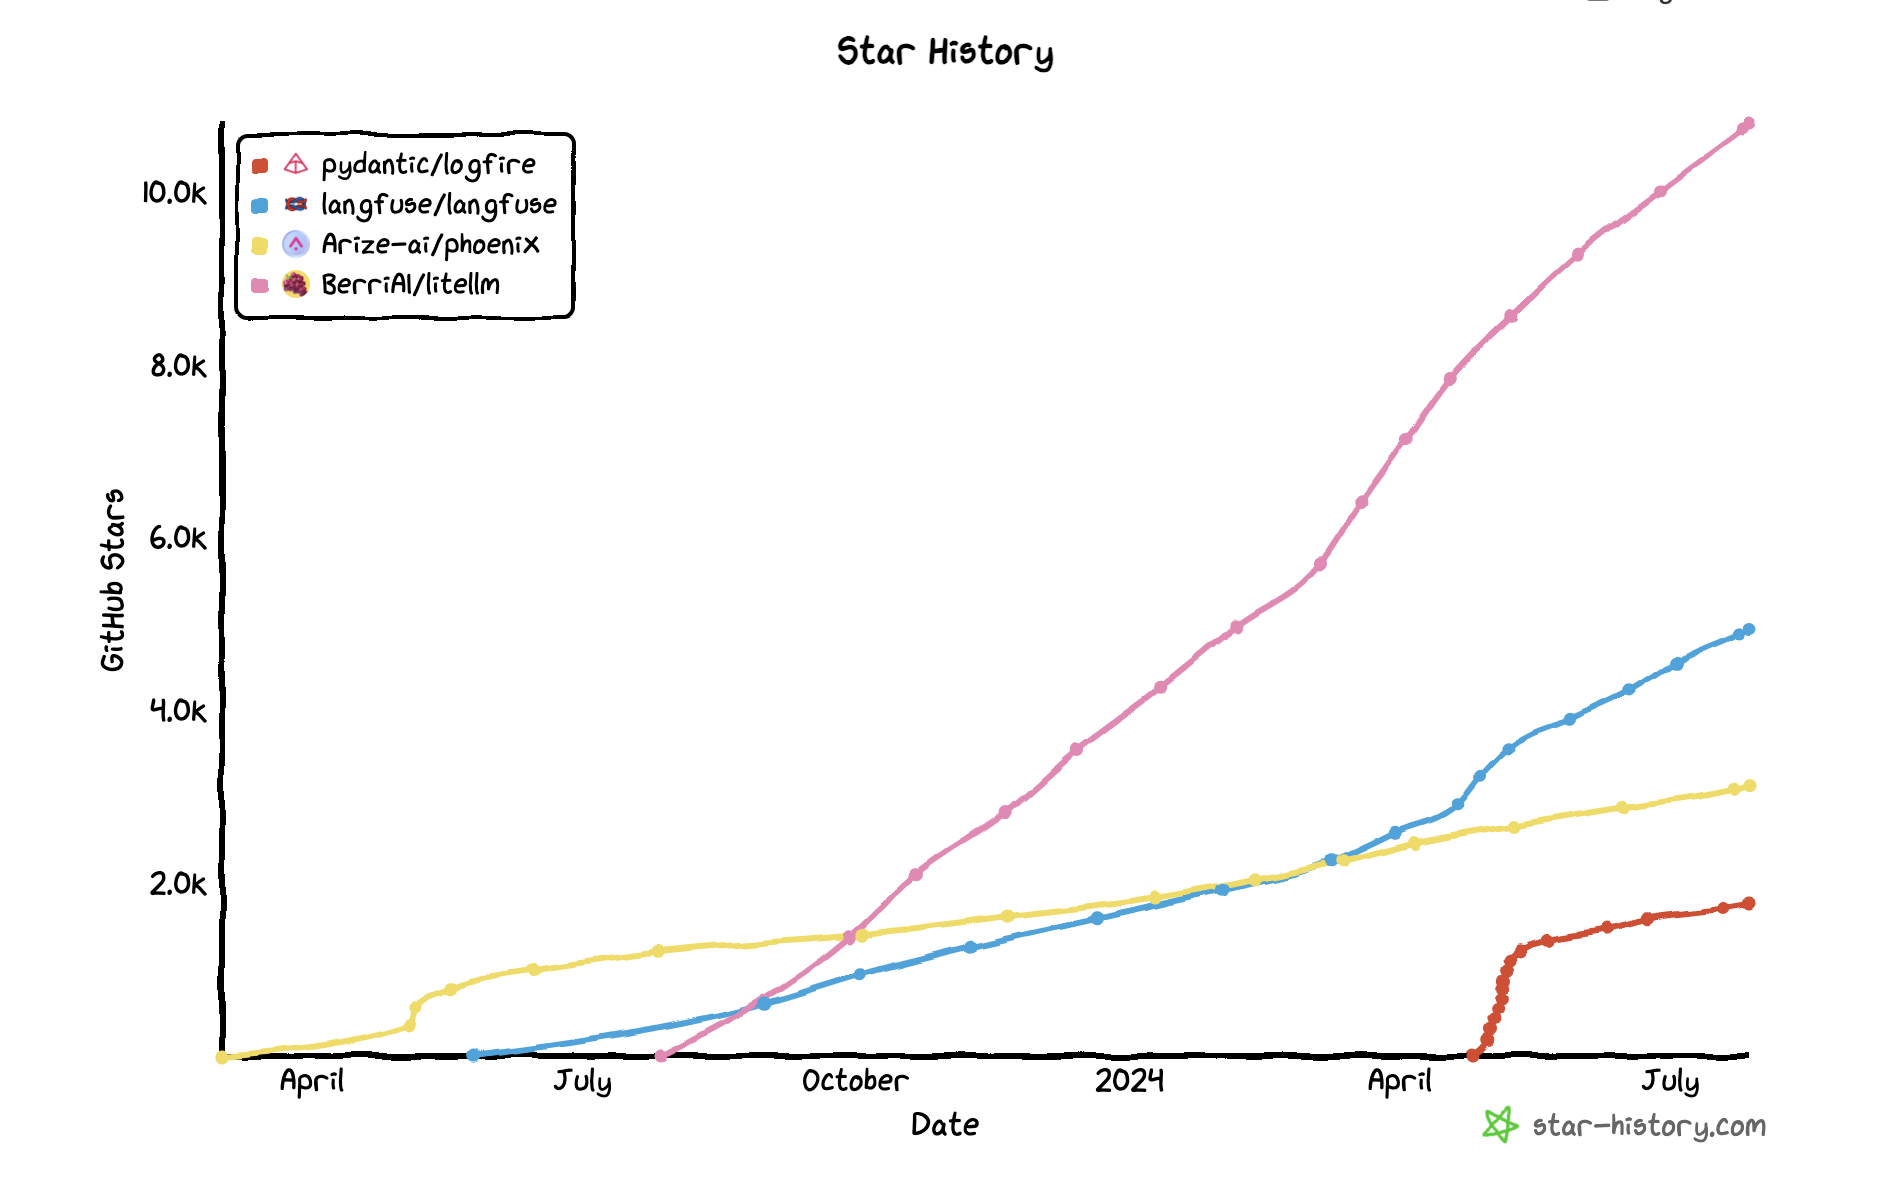 Star History
pydantic/logfire
langfuse/langfuse
Arize-ai/phoenix
BerriAI/litellm
10.0k
8.0k
6.0k
4.0k
2.0k
GitHub Stars
April July October 2024 April July
Date
star-history.com